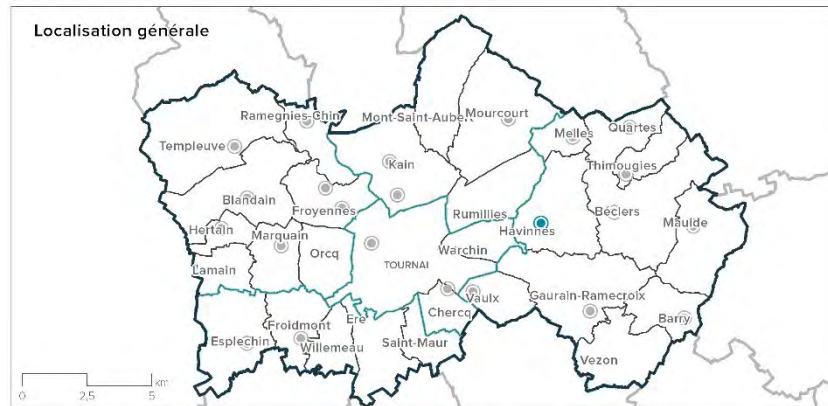 Localisation générale
Ramegnies-Chin
Mont-Saint-Aubert
Mourcourt
Melles
Quartes
Templeuve
Kain
Thimougies
Blandain
Froyennes
Rumillies
Béclers
Maulde
Hertain
Marquain
Orcq
Havinnes
Warchin
Lamain
TOURNAI
Vaulx
Gaurain-Ramecroix
Chercq
Barry
Froidmont
Ere
Esplechin
Willemeau
Saint-Maur
Vezon
0 2,5 5 km